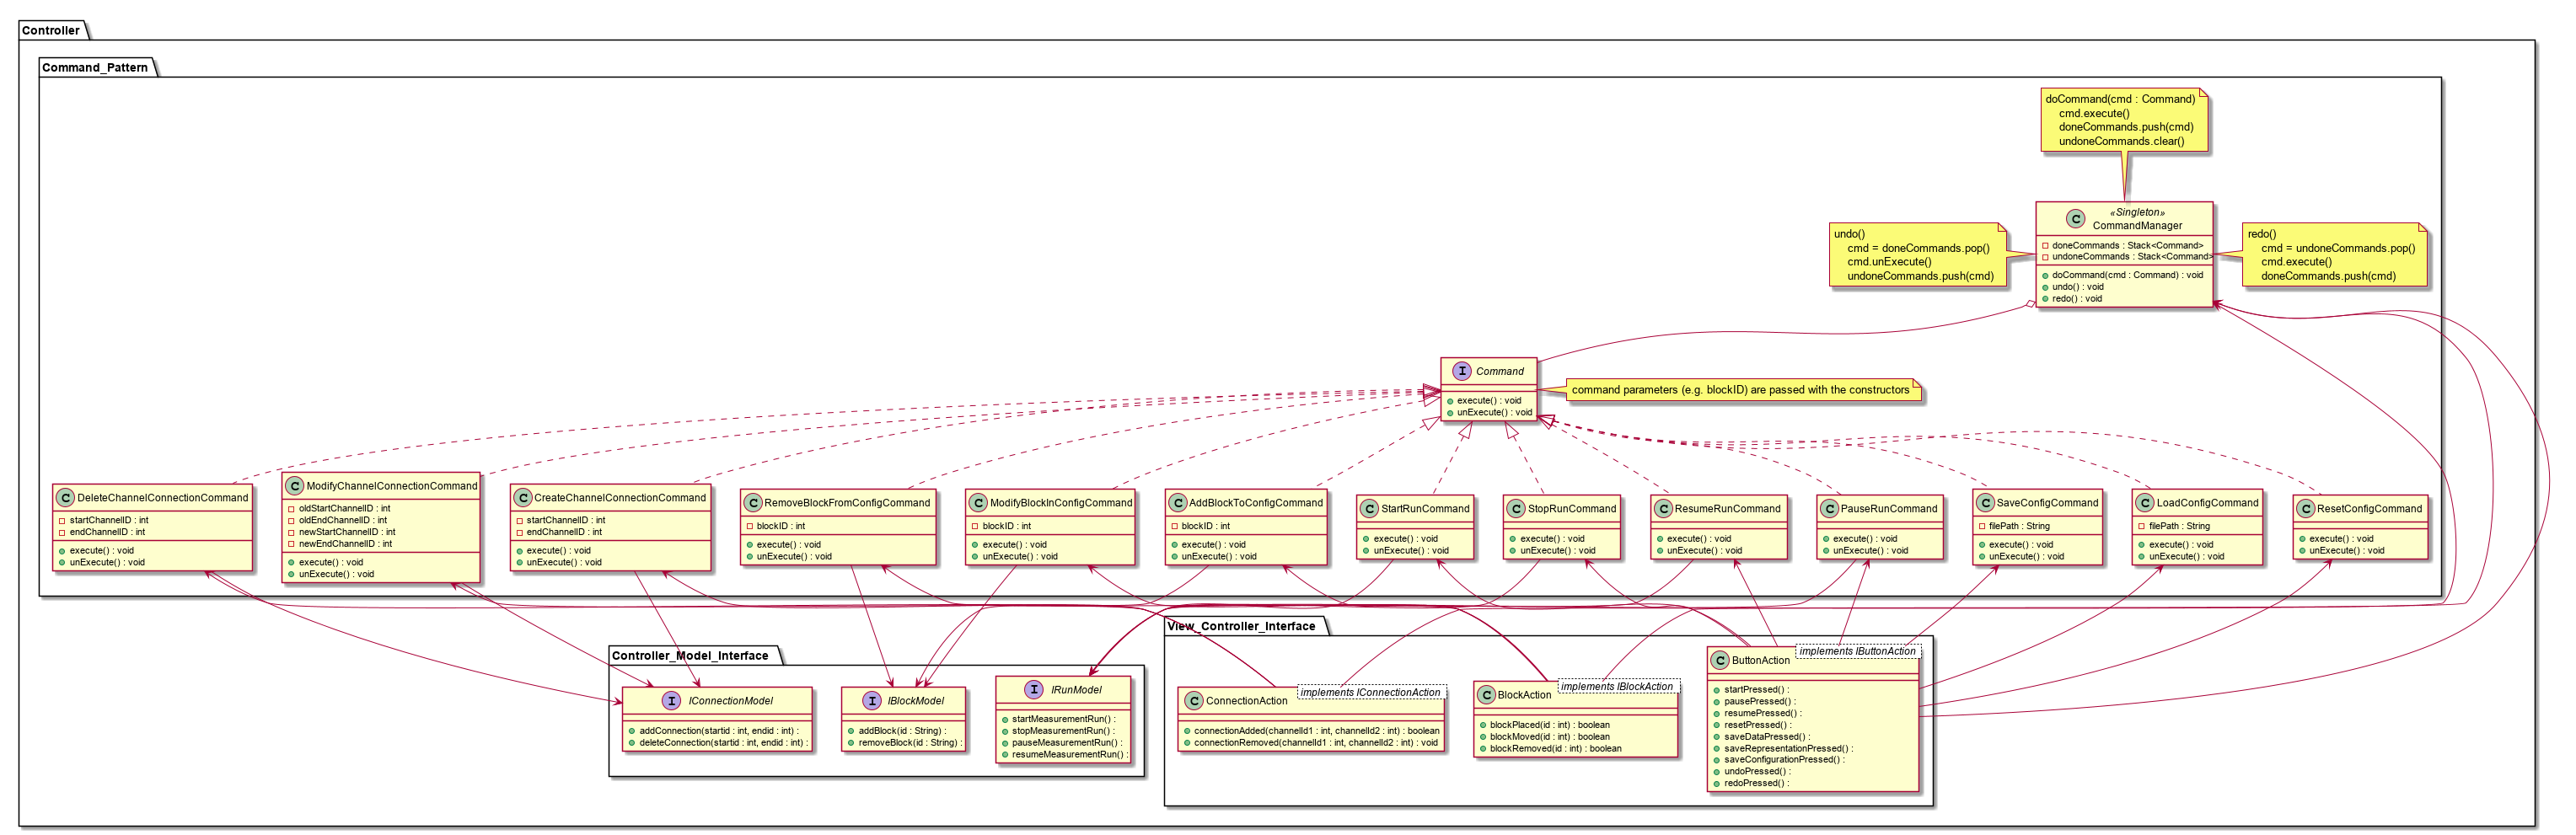 Controller
Command_Pattern
doCommand(cmd : Command)
cmd.execute()
doneCommands.push(cmd)
undoneCommands.clear()
undo()
cmd = doneCommands.pop()
cmd.unExecute()
undoneCommands.push(cmd)
C
«Singleton»
CommandManager
doneCommands : Stack<Command>
undoneCommands : Stack<Command>
doCommand(cmd : Command) : void
undo() : void
redo() : void
redo()
cmd = undoneCommands.pop()
cmd.execute()
doneCommands.push(cmd)
I Command
execute() : void
unExecute() : void
command parameters (e.g. blockID) are passed with the constructors
C DeleteChannelConnectionCommand
startChannelID : int
endChannelID : int
execute() : void
unExecute() : void
C ModifyChannelConnectionCommand
oldStartChannelID : int
oldEndChannelID : int
newStartChannelID : int
newEndChannelID : int
execute() : void
unExecute() : void
C CreateChannelConnectionCommand
startChannelID : int
endChannelID : int
execute() : void
unExecute() : void
C RemoveBlockFromConfigCommand
blockID : int
execute() : void
unExecute() : void
C ModifyBlockInConfigCommand
blockID : int
execute() : void
unExecute() : void
C AddBlockToConfigCommand
blockID : int
execute() : void
unExecute() : void
C StartRunCommand
execute() : void
unExecute() : void
C StopRunCommand
execute() : void
unExecute() : void
C ResumeRunCommand
execute() : void
unExecute() : void
C PauseRunCommand
execute() : void
unExecute() : void
C SaveConfigCommand
filePath : String
execute() : void
unExecute() : void
C LoadConfigCommand
filePath : String
execute() : void
unExecute() : void
C ResetConfigCommand
execute() : void
unExecute() : void
Controller_Model_Interface
I IConnectionModel
addConnection(startid : int, endid : int) :
deleteConnection(startid : int, endid : int) :
I IBlockModel
addBlock(id : String) :
removeBlock(id : String) :
I IRunModel
startMeasurementRun() :
stopMeasurementRun() :
pauseMeasurementRun() :
resumeMeasurementRun() :
View_Controller_Interface
C ConnectionAction
implements IConnectionAction
connectionAdded(channelId1 : int, channelId2 : int) : boolean
connectionRemoved(channelId1 : int, channelId2 : int) : void
C BlockAction
implements IBlockAction
blockPlaced(id : int) : boolean
blockMoved(id : int) : boolean
blockRemoved(id : int) : boolean
C ButtonAction
implements IButtonAction
startPressed() :
pausePressed() :
resumePressed() :
resetPressed() :
saveDataPressed() :
saveRepresentationPressed() :
saveConfigurationPressed() :
undoPressed() :
redoPressed() :